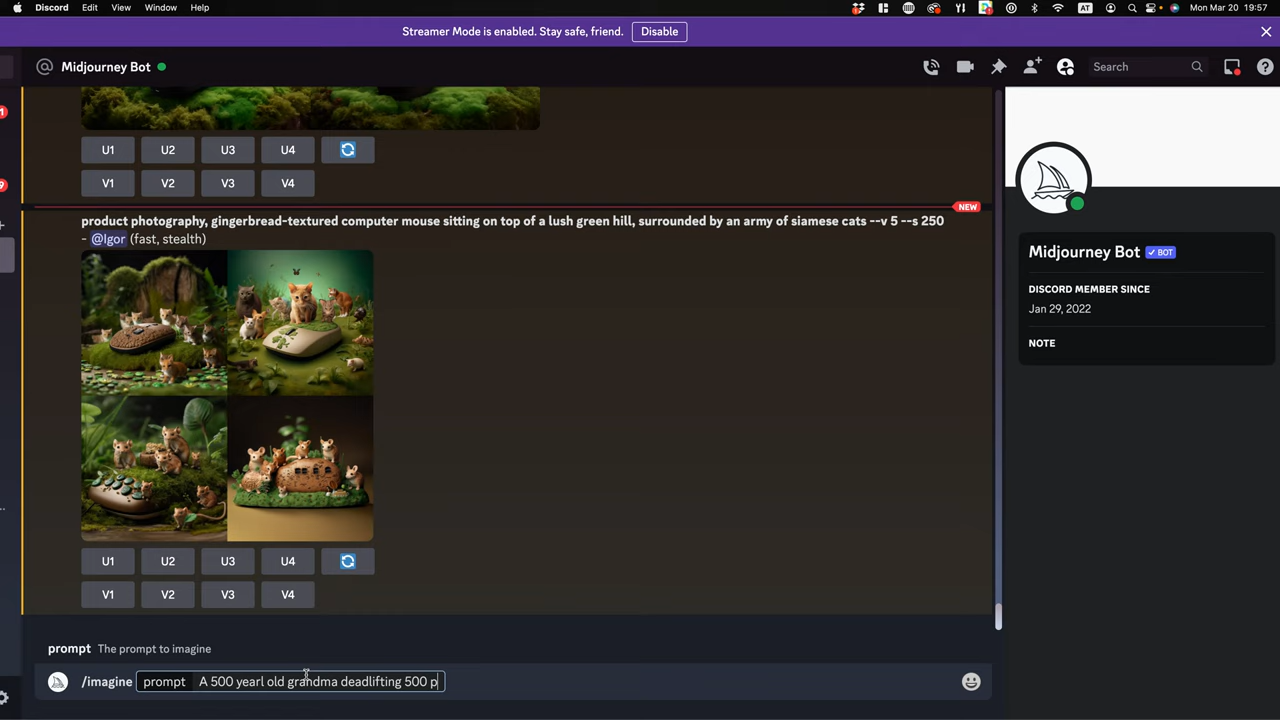 Discord Edit View Window Help AT Mon Mar 20 19:57
Streamer Mode is enabled. Stay safe, friend. Disable
@ Midjourney Bot Search
U1 U2 U3 U4
V1 V2 V3 V4
NEW
product photography, gingerbread-textured computer mouse sitting on top of a lush green hill, surrounded by an army of siamese cats --v 5 --s 250
- @Igor (fast, stealth)
U1 U2 U3 U4
V1 V2 V3 V4
Midjourney Bot ✓ BOT
DISCORD MEMBER SINCE
Jan 29, 2022
NOTE
prompt The prompt to imagine
/imagine prompt A 500 yearl old grandma deadlifting 500 p